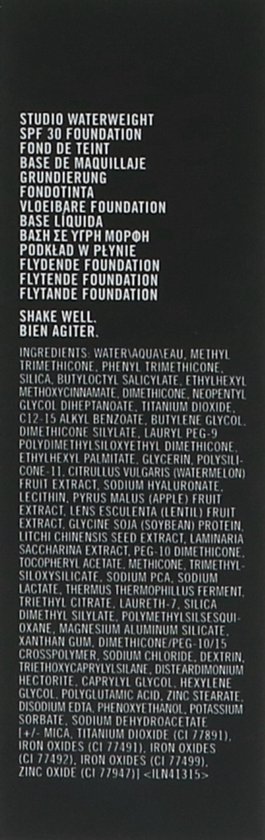 STUDIO WATERWEIGHT
SPF 30 FOUNDATION
FOND DE TEINT
BASE DE MAQUILLAJE
GRUNDIERUNG
FONDOTINTA
VLOEIBARE FOUNDATION
BASE LÍQUIDA
ΒΑΣΗ ΣΕ ΥΓΡΗ ΜΟΡΦΗ
PODKŁAD W PŁYNIE
FLYDENDE FOUNDATION
FLYTENDE FOUNDATION
FLYTANDE FOUNDATION
SHAKE WELL.
BIEN AGITER.
INGREDIENTS: WATER\AQUA\EAU, METHYL
TRIMETHICONE, PHENYL TRIMETHICONE,
SILICA, BUTYLOCTYL SALICYLATE, ETHYLHEXYL
METHOXYCINNAMATE, DIMETHICONE, NEOPENTYL
GLYCOL DIHEPTANOATE, TITANIUM DIOXIDE,
C12-15 ALKYL BENZOATE, BUTYLENE GLYCOL,
DIMETHICONE SILYLATE, LAURYL PEG-9
POLYDIMETHYLSILOXYETHYL DIMETHICONE,
ETHYLHEXYL PALMITATE, GLYCERIN, POLYSILI-
CONE-11, CITRULLUS VULGARIS (WATERMELON)
FRUIT EXTRACT, SODIUM HYALURONATE,
LECITHIN, PYRUS MALUS (APPLE) FRUIT
EXTRACT, LENS ESCULENTA (LENTIL) FRUIT
EXTRACT, GLYCINE SOJA (SOYBEAN) PROTEIN,
LITCHI CHINENSIS SEED EXTRACT, LAMINARIA
SACCHARINA EXTRACT, PEG-10 DIMETHICONE,
TOCOPHERYL ACETATE, METHICONE, TRIMETHYL-
SILOXYSILICATE, SODIUM PCA, SODIUM
LACTATE, THERMUS THERMOPHILLUS FERMENT,
TRIETHYL CITRATE, LAURETH-7, SILICA
DIMETHYL SILYLATE, POLYMETHYLSILSESQUI-
OXANE, MAGNESIUM ALUMINUM SILICATE,
XANTHAN GUM, DIMETHICONE/PEG-10/15
CROSSPOLYMER, SODIUM CHLORIDE, DEXTRIN,
TRIETHOXYCAPRYLYLSILANE, DISTEARDIMONIUM
HECTORITE, CAPRYLYL GLYCOL, HEXYLENE
GLYCOL, POLYGLUTAMIC ACID, ZINC STEARATE,
DISODIUM EDTA, PHENOXYETHANOL, POTASSIUM
SORBATE, SODIUM DEHYDROACETATE
[+/- MICA, TITANIUM DIOXIDE (CI 77891),
IRON OXIDES (CI 77491), IRON OXIDES
(CI 77492), IRON OXIDES (CI 77499),
ZINC OXIDE (CI 77947)] <ILN41315>